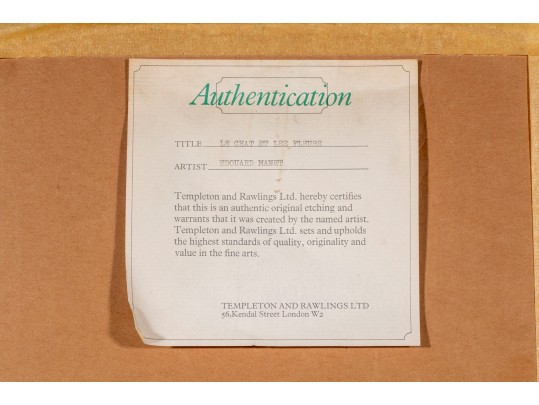 Authentication
TITLE LE CHAT ET LES FLEURS
ARTIST EDOUARD MANET
Templeton and Rawlings Ltd. hereby certifies
that this is an authentic original etching and
warrants that it was created by the named artist.
Templeton and Rawlings Ltd. sets and upholds
the highest standards of quality, originality and
value in the fine arts.
TEMPLETON AND RAWLINGS LTD
56, Kendal Street London W2